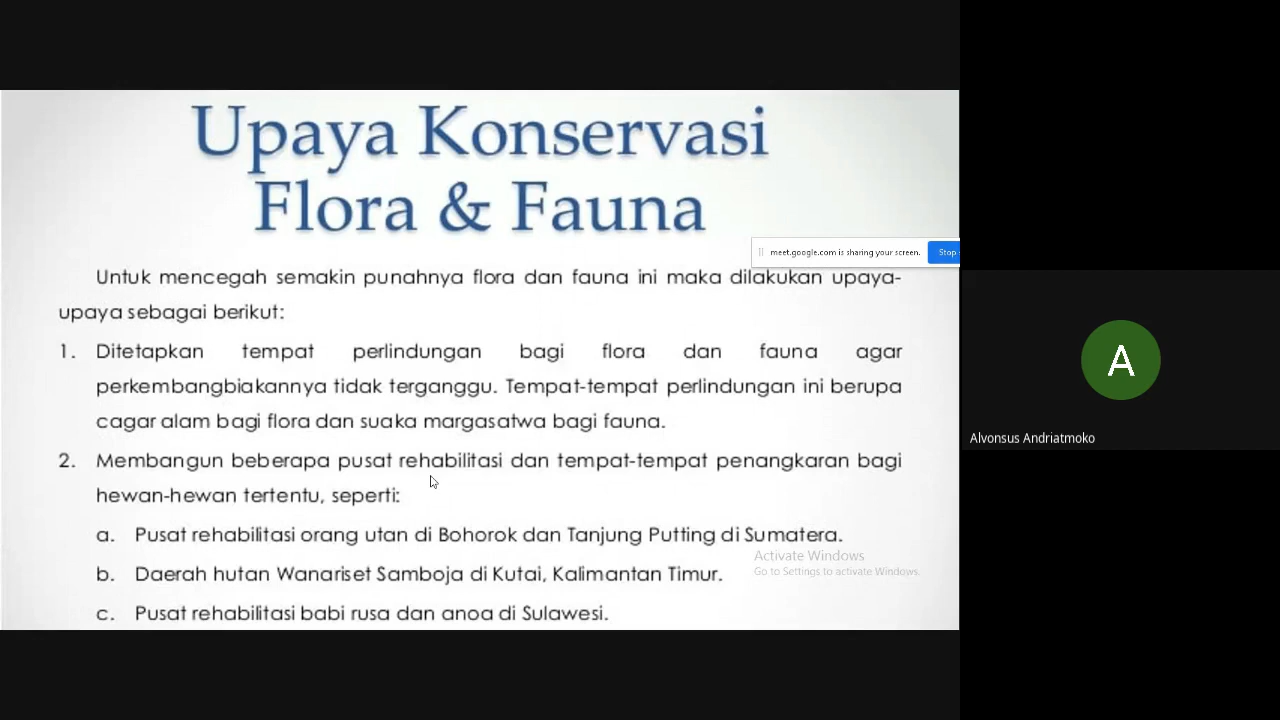 Upaya Konservasi
Flora & Fauna
meet.google.com is sharing your screen.
Stop
Untuk mencegah semakin punahnya flora dan fauna ini maka dilakukan upaya-
upaya sebagai berikut:
1. Ditetapkan tempat perlindungan bagi flora dan fauna agar
perkembangbiakannya tidak terganggu. Tempat-tempat perlindungan ini berupa
cagar alam bagi flora dan suaka margasatwa bagi fauna.
2. Membangun beberapa pusat rehabilitasi dan tempat-tempat penangkaran bagi
hewan-hewan tertentu, seperti:
a. Pusat rehabilitasi orang utan di Bohorok dan Tanjung Putting di Sumatera.
b. Daerah hutan Wanariset Samboja di Kutai, Kalimantan Timur.
c. Pusat rehabilitasi babi rusa dan anoa di Sulawesi.
Activate Windows
Go to Settings to activate Windows.
A
Alvonsus Andriatmoko